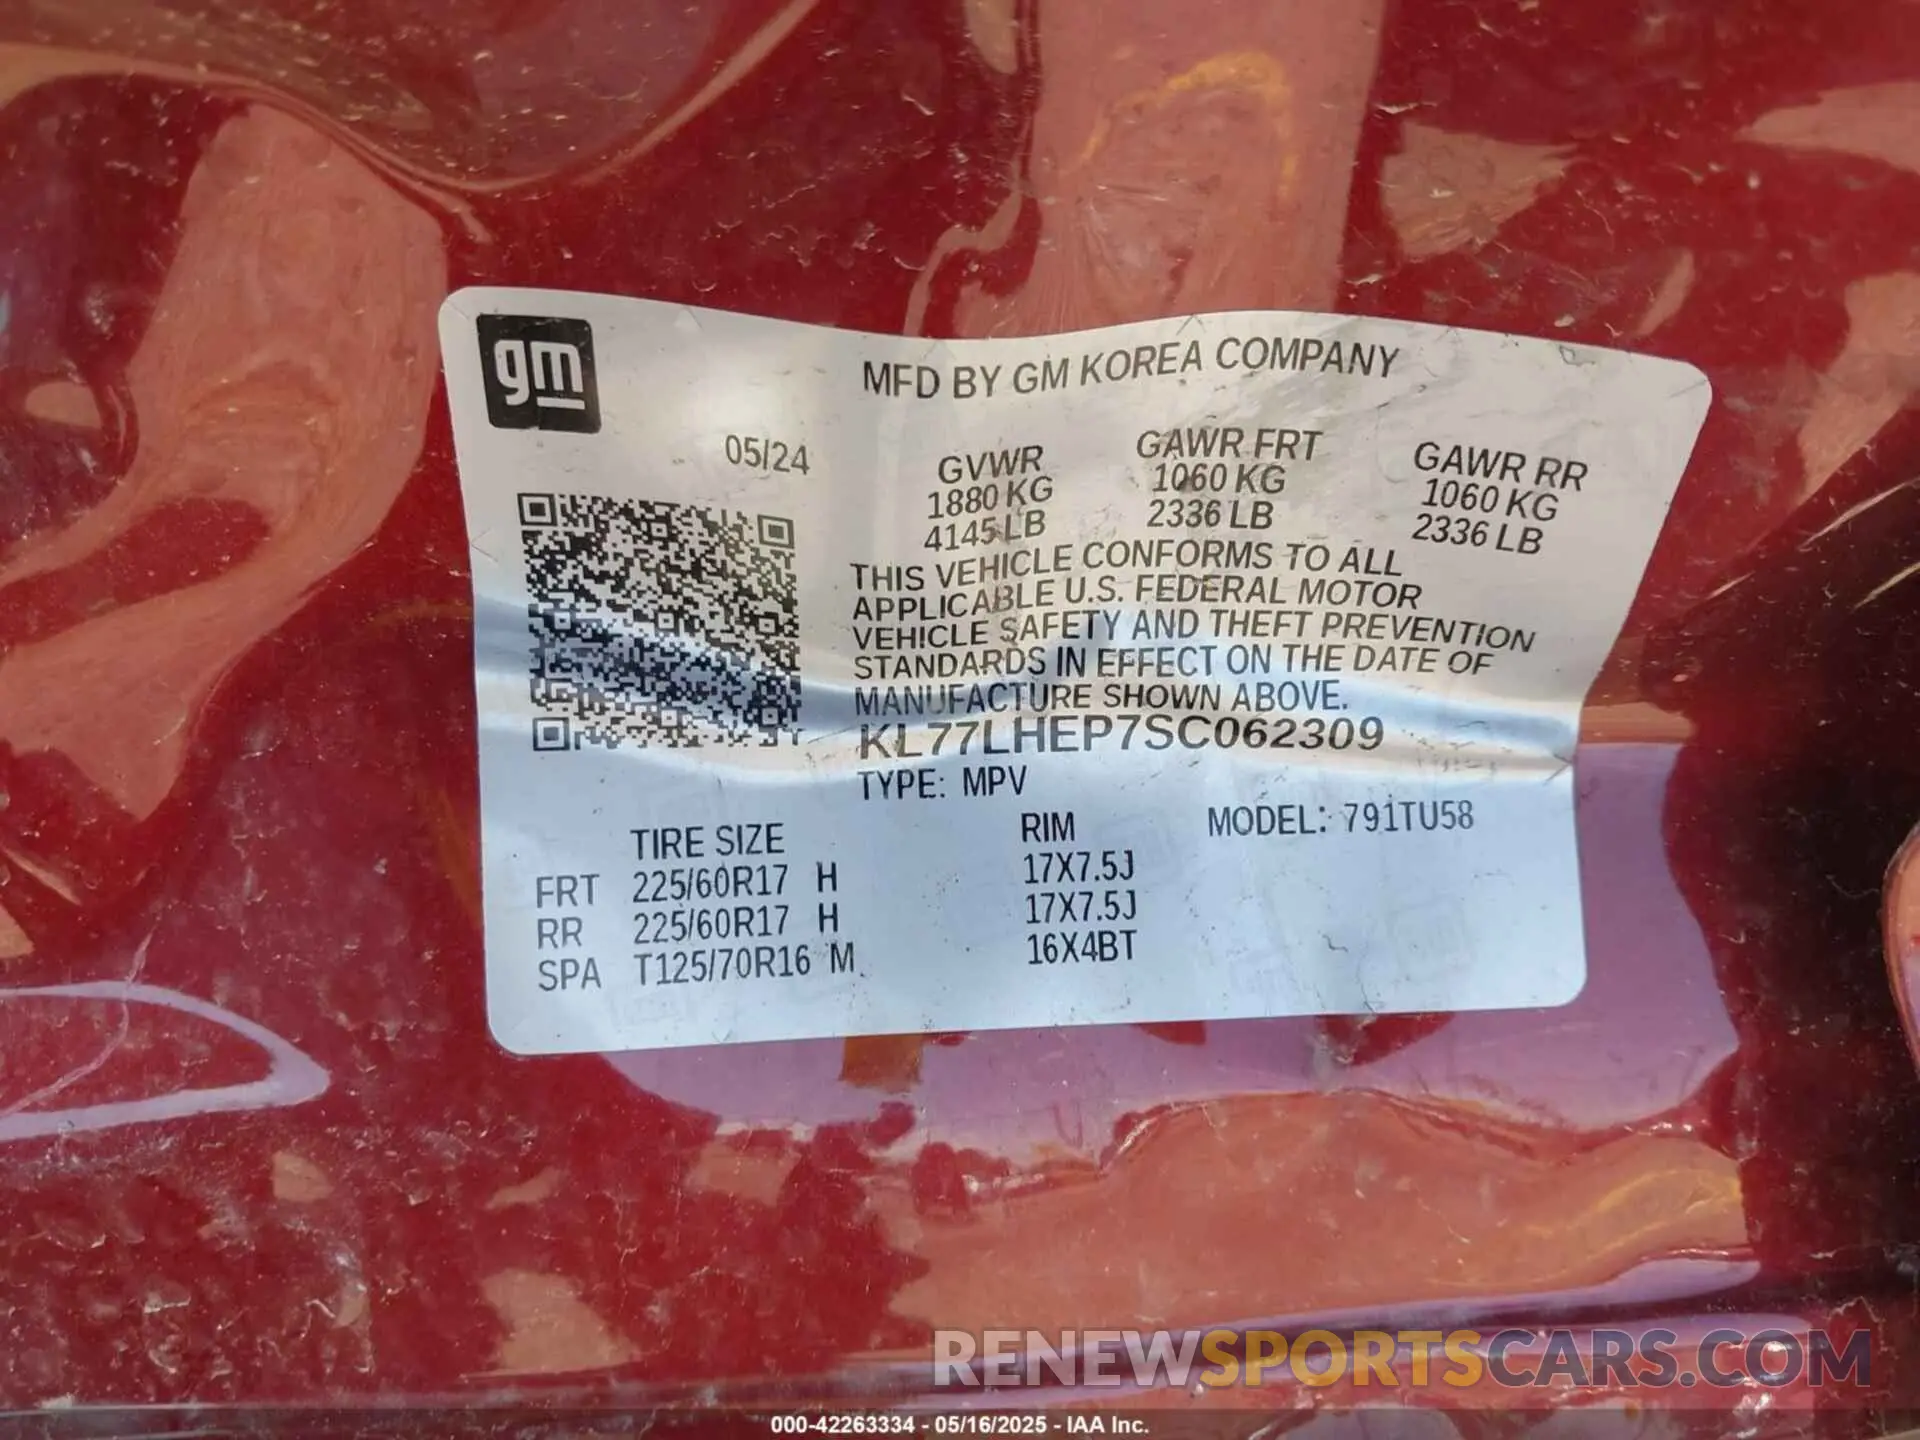 gm
MFD BY GM KOREA COMPANY
05/24
GVWR GAWR FRT GAWR RR
1880 KG 1060 KG 1060 KG
4145 LB 2336 LB 2336 LB
THIS VEHICLE CONFORMS TO ALL
APPLICABLE U.S. FEDERAL MOTOR
VEHICLE SAFETY AND THEFT PREVENTION
STANDARDS IN EFFECT ON THE DATE OF
MANUFACTURE SHOWN ABOVE.
KL77LHEP7SC062309
TYPE: MPV
TIRE SIZE RIM MODEL: 791TU58
FRT 225/60R17 H 17X7.5J
RR 225/60R17 H 17X7.5J
SPA T125/70R16 M 16X4BT
RENEWSPORTSCARS.COM
000-42263334 - 05/16/2025 - IAA Inc.